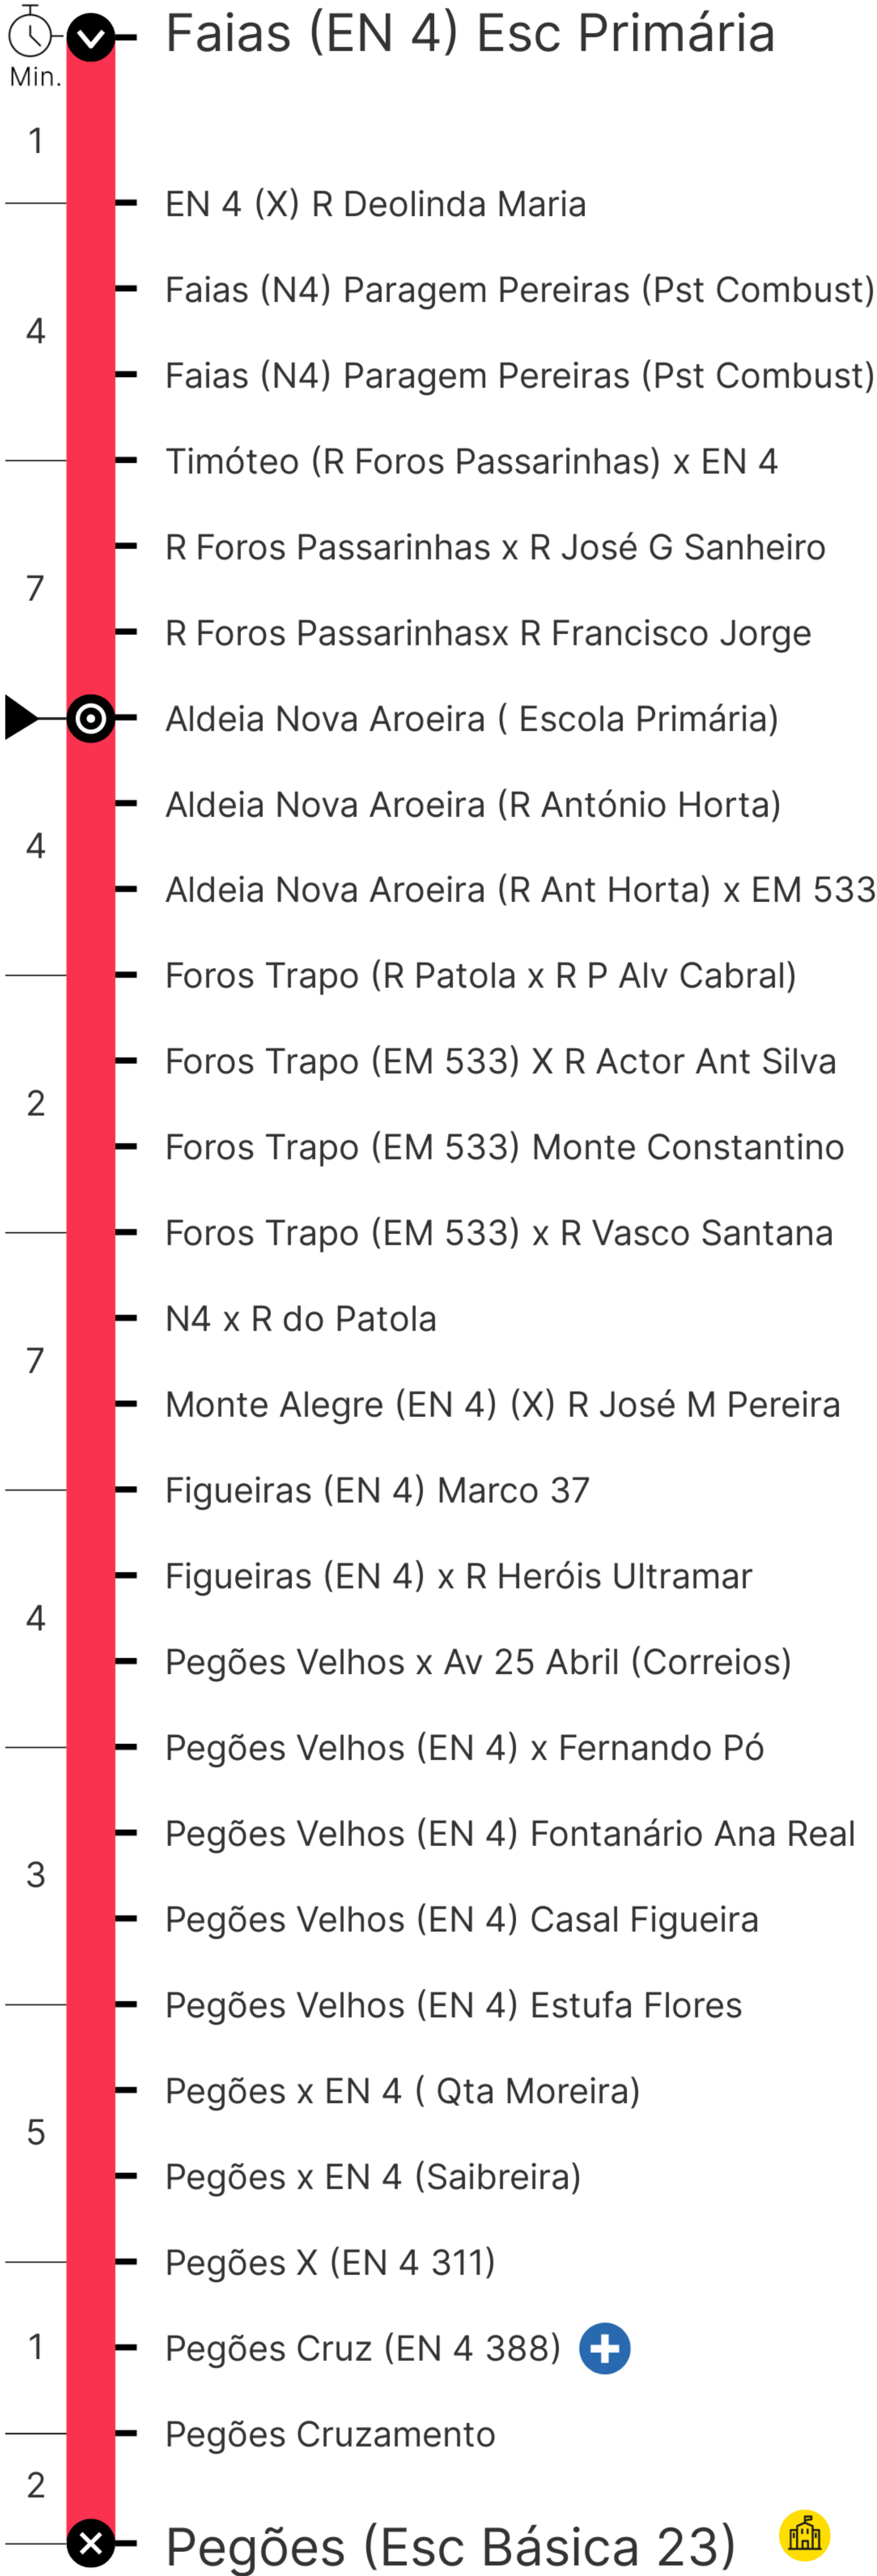 Faias (EN 4) Esc Primária
Min.
1
EN 4 (X) R Deolinda Maria
Faias (N4) Paragem Pereiras (Pst Combust)
4
Faias (N4) Paragem Pereiras (Pst Combust)
Timóteo (R Foros Passarinhas) x EN 4
R Foros Passarinhas x R José G Sanheiro
7
R Foros Passarinhasx R Francisco Jorge
Aldeia Nova Aroeira ( Escola Primária)
Aldeia Nova Aroeira (R António Horta)
4
Aldeia Nova Aroeira (R Ant Horta) x EM 533
Foros Trapo (R Patola x R P Alv Cabral)
Foros Trapo (EM 533) X R Actor Ant Silva
2
Foros Trapo (EM 533) Monte Constantino
Foros Trapo (EM 533) x R Vasco Santana
N4 x R do Patola
7
Monte Alegre (EN 4) (X) R José M Pereira
Figueiras (EN 4) Marco 37
Figueiras (EN 4) x R Heróis Ultramar
4
Pegões Velhos x Av 25 Abril (Correios)
Pegões Velhos (EN 4) x Fernando Pó
Pegões Velhos (EN 4) Fontanário Ana Real
3
Pegões Velhos (EN 4) Casal Figueira
Pegões Velhos (EN 4) Estufa Flores
Pegões x EN 4 ( Qta Moreira)
5
Pegões x EN 4 (Saibreira)
Pegões X (EN 4 311)
1
Pegões Cruz (EN 4 388)
Pegões Cruzamento
2
Pegões (Esc Básica 23)